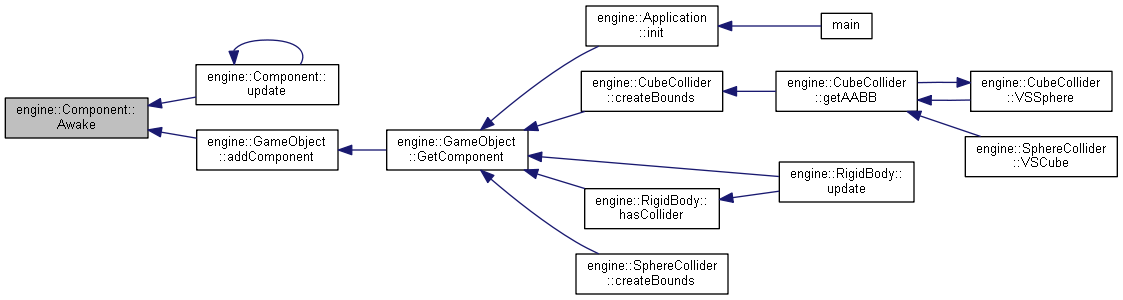 engine::Component::
Awake
engine::Component::
update
engine::GameObject
::addComponent
engine::GameObject
::GetComponent
engine::Application
::init
main
engine::CubeCollider
::createBounds
engine::CubeCollider
::getAABB
engine::CubeCollider
::VSSphere
engine::SphereCollider
::VSCube
engine::RigidBody::
update
engine::RigidBody::
hasCollider
engine::SphereCollider
::createBounds